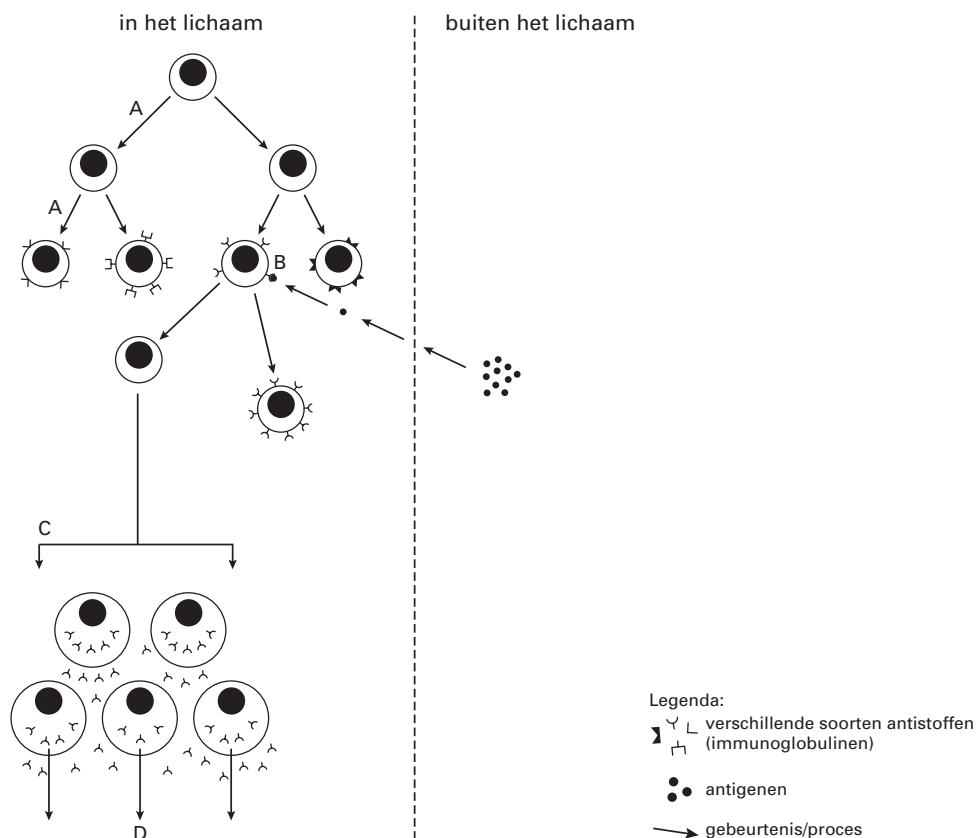 in het lichaam
buiten het lichaam
A
A
B
C
D
Legenda:
verschillende soorten antistoffen
(immunoglobulinen)
antigenen
gebeurtenis/proces